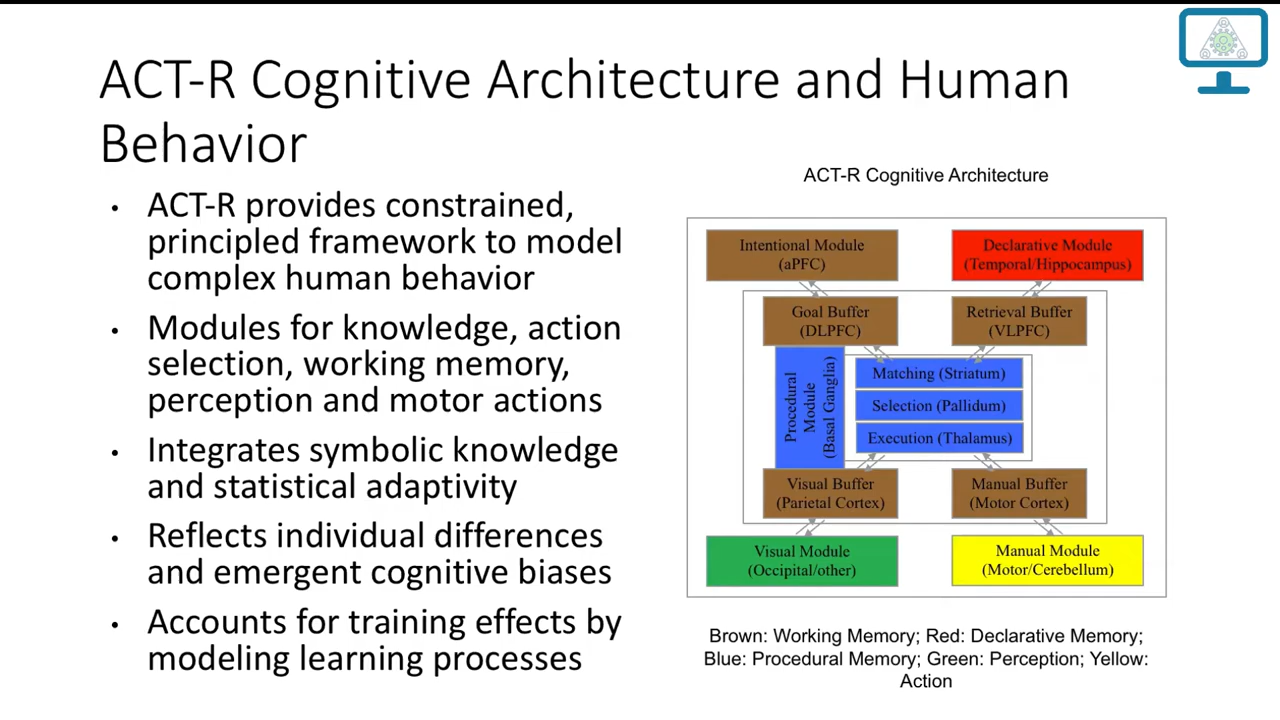 ACT-R Cognitive Architecture and Human
Behavior
• ACT-R provides constrained,
principled framework to model
complex human behavior
• Modules for knowledge, action
selection, working memory,
perception and motor actions
• Integrates symbolic knowledge
and statistical adaptivity
• Reflects individual differences
and emergent cognitive biases
• Accounts for training effects by
modeling learning processes
ACT-R Cognitive Architecture
Intentional Module
(aPFC)
Declarative Module
(Temporal/Hippocampus)
Goal Buffer
(DLPFC)
Retrieval Buffer
(VLPFC)
Procedural
Module
(Basal Ganglia)
Matching (Striatum)
Selection (Pallidum)
Execution (Thalamus)
Visual Buffer
(Parietal Cortex)
Manual Buffer
(Motor Cortex)
Visual Module
(Occipital/other)
Manual Module
(Motor/Cerebellum)
Brown: Working Memory; Red: Declarative Memory;
Blue: Procedural Memory; Green: Perception; Yellow:
Action